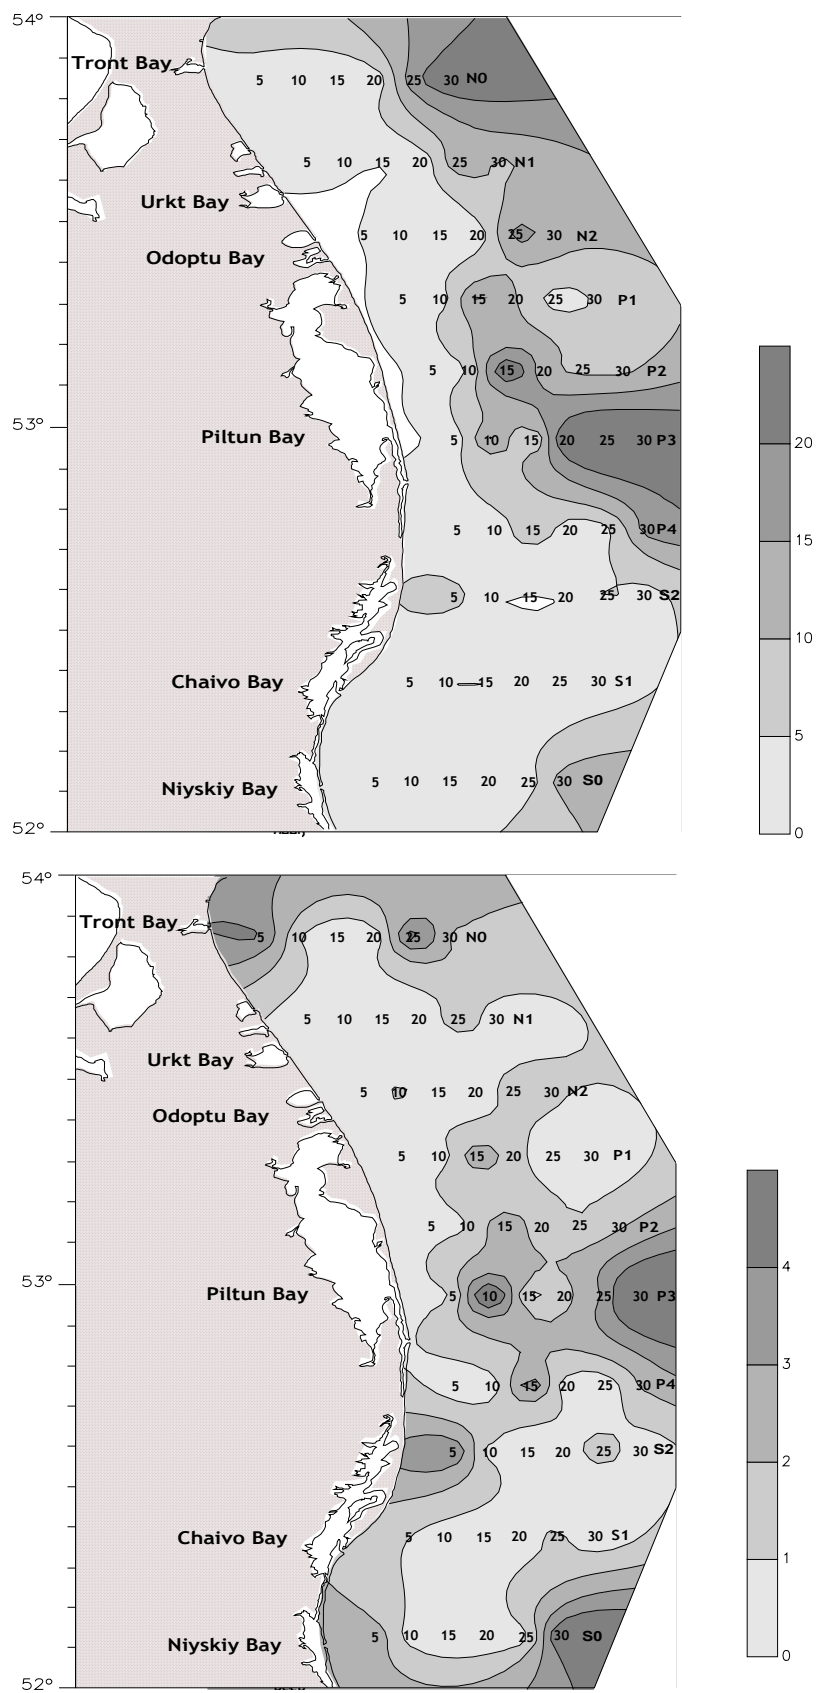 54°
Tront Bay
5 10 15 20 25 30 N0
5 10 15 20 25 30 N1
Urkt Bay
5 10 15 20 25 30 N2
Odoptu Bay
5 10 15 20 25 30 P1
5 10 15 20 25 30 P2
53°
Piltun Bay
5 10 15 20 25 30 P3
20
5 10 15 20 25 30 P4
15
5 10 15 20 25 30 S2
10
Chaivo Bay
5 10 15 20 25 30 S1
5
Niyskiy Bay
5 10 15 20 25 30 S0
52°
0
54°
Tront Bay
5 10 15 20 25 30 N0
5 10 15 20 25 30 N1
Urkt Bay
5 10 15 20 25 30 N2
Odoptu Bay
5 10 15 20 25 30 P1
5 10 15 20 25 30 P2
53°
Piltun Bay
5 10 15 20 25 30 P3
4
3
5 10 15 20 25 30 P4
5 10 15 20 25 30 S2
2
Chaivo Bay
5 10 15 20 25 30 S1
1
Niyskiy Bay
5 10 15 20 25 30 S0
0
52°